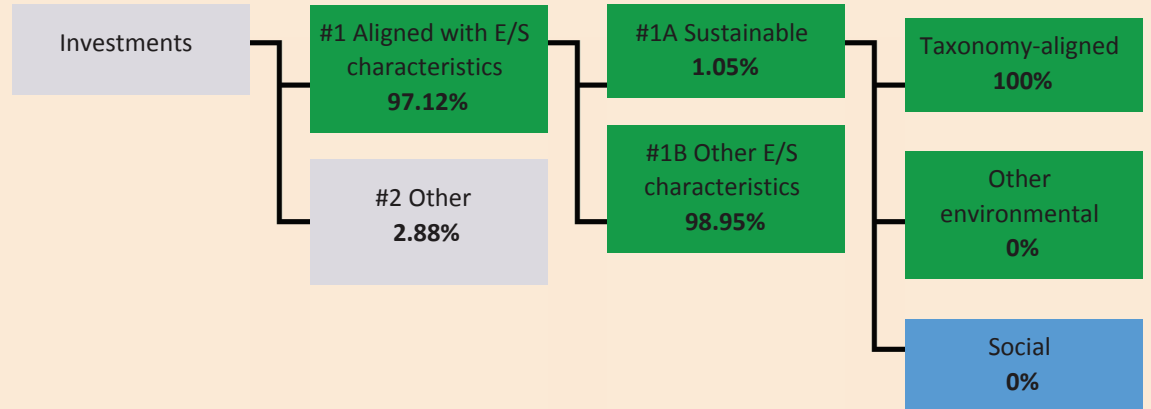 Investments
#1 Aligned with E/S
characteristics
97.12%
#2 Other
2.88%
#1A Sustainable
1.05%
#1B Other E/S
characteristics
98.95%
Taxonomy-aligned
100%
Other
environmental
0%
Social
0%